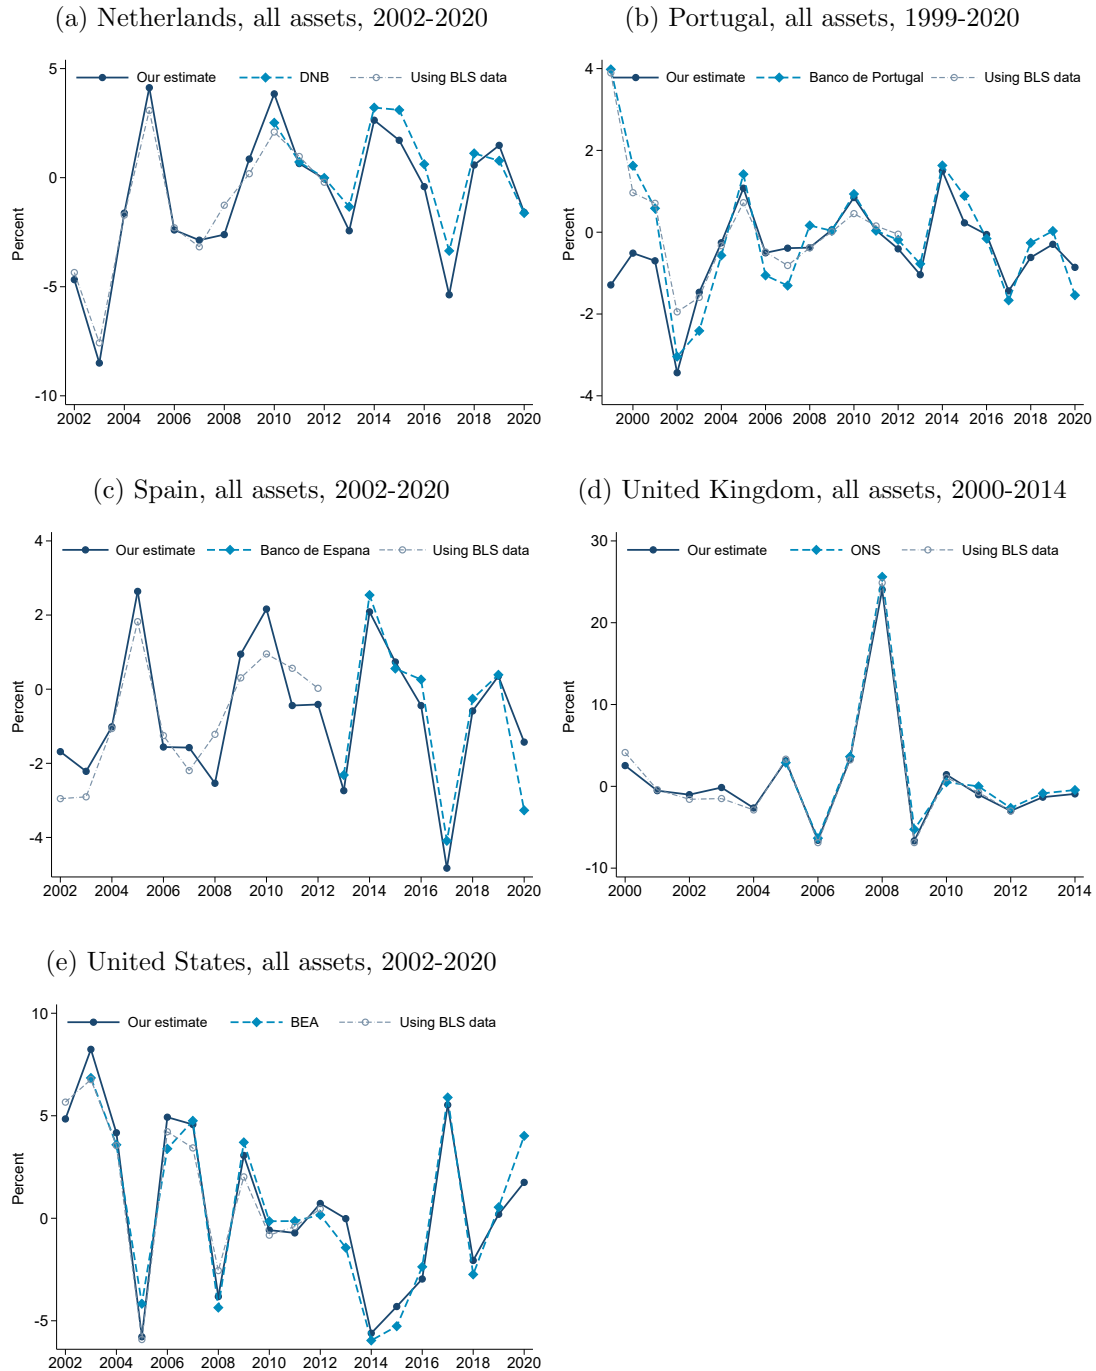 (a) Netherlands, all assets, 2002-2020
Our estimate DNB Using BLS data
Percent
5
0
-5
-10
2002 2004 2006 2008 2010 2012 2014 2016 2018 2020
(b) Portugal, all assets, 1999-2020
Our estimate Banco de Portugal Using BLS data
4
2
0
-2
-4
2000 2002 2004 2006 2008 2010 2012 2014 2016 2018 2020
(c) Spain, all assets, 2002-2020
Our estimate Banco de Espana Using BLS data
Percent
4
2
0
-2
-4
2002 2004 2006 2008 2010 2012 2014 2016 2018 2020
(d) United Kingdom, all assets, 2000-2014
Our estimate ONS Using BLS data
Percent
30
20
10
0
-10
2000 2002 2004 2006 2008 2010 2012 2014
(e) United States, all assets, 2002-2020
Our estimate BEA Using BLS data
Percent
10
5
0
-5
2002 2004 2006 2008 2010 2012 2014 2016 2018 2020